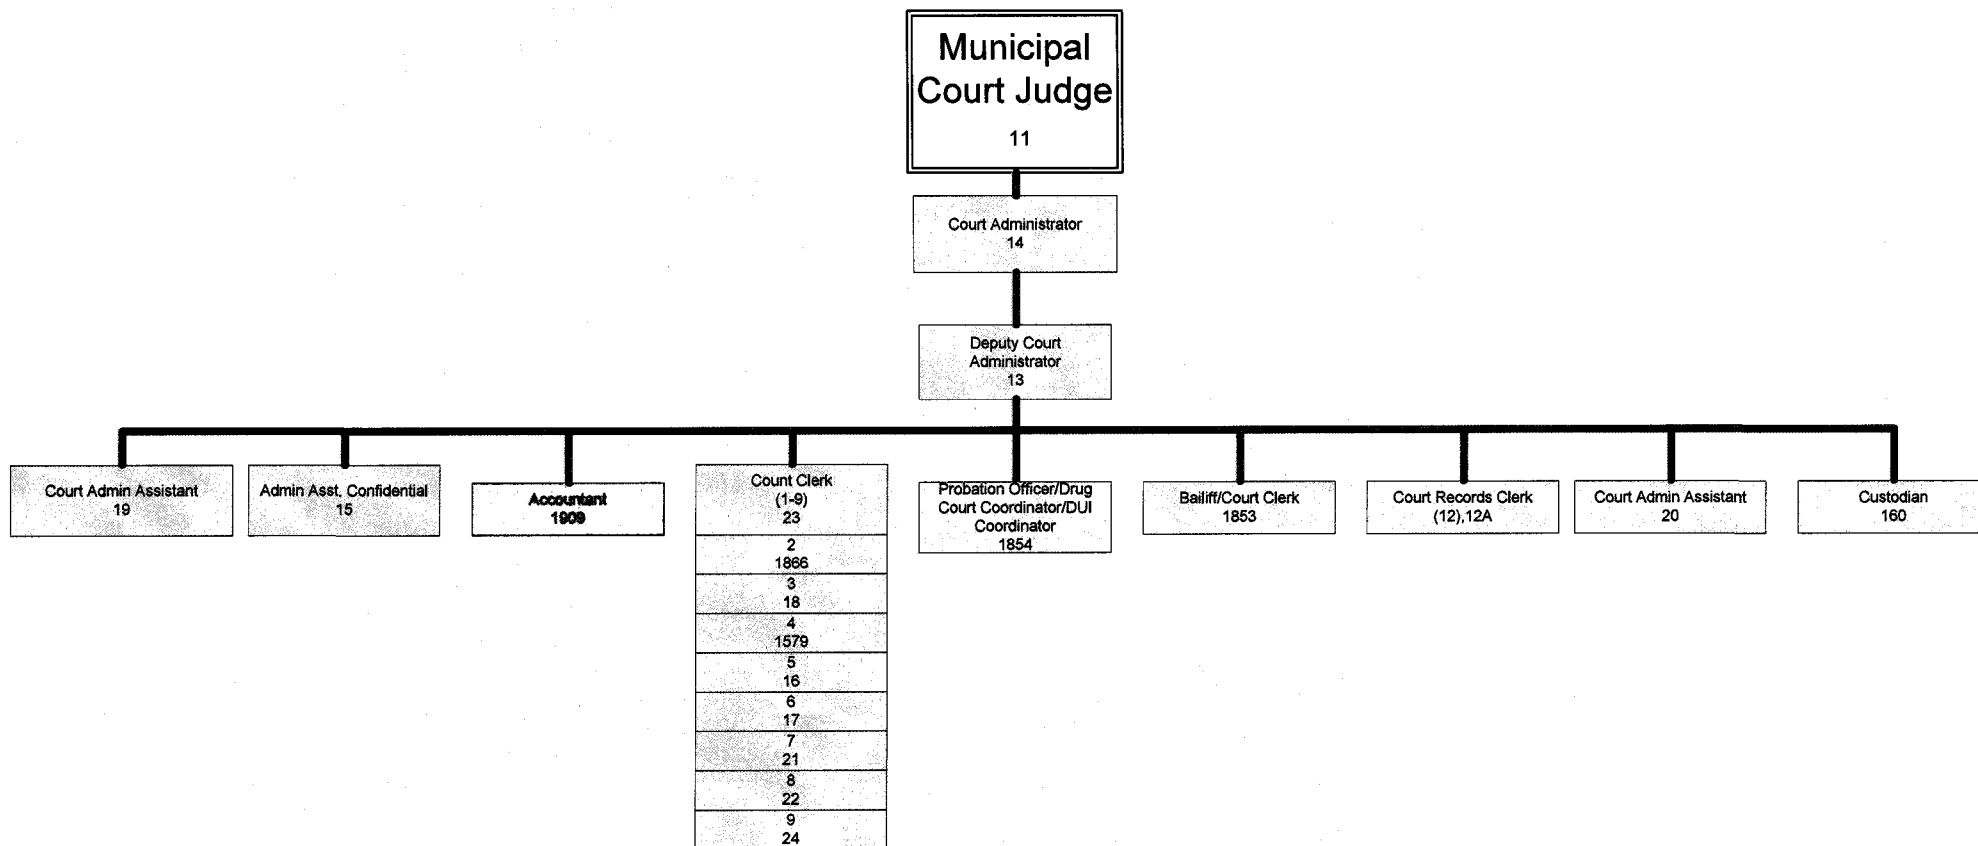 Municipal
Court Judge
11
Court Administrator
14
Deputy Court
Administrator
13
Court Admin Assistant
19
Admin Asst, Confidential
15
Accountant
1909
Count Clerk
(1-9)
23
2
1866
3
18
4
1579
5
16
6
17
7
21
8
22
9
24
Probation Officer/Drug
Court Coordinator/DUI
Coordinator
1854
Bailiff/Court Clerk
1853
Court Records Clerk
(12),12A
Court Admin Assistant
20
Custodian
160